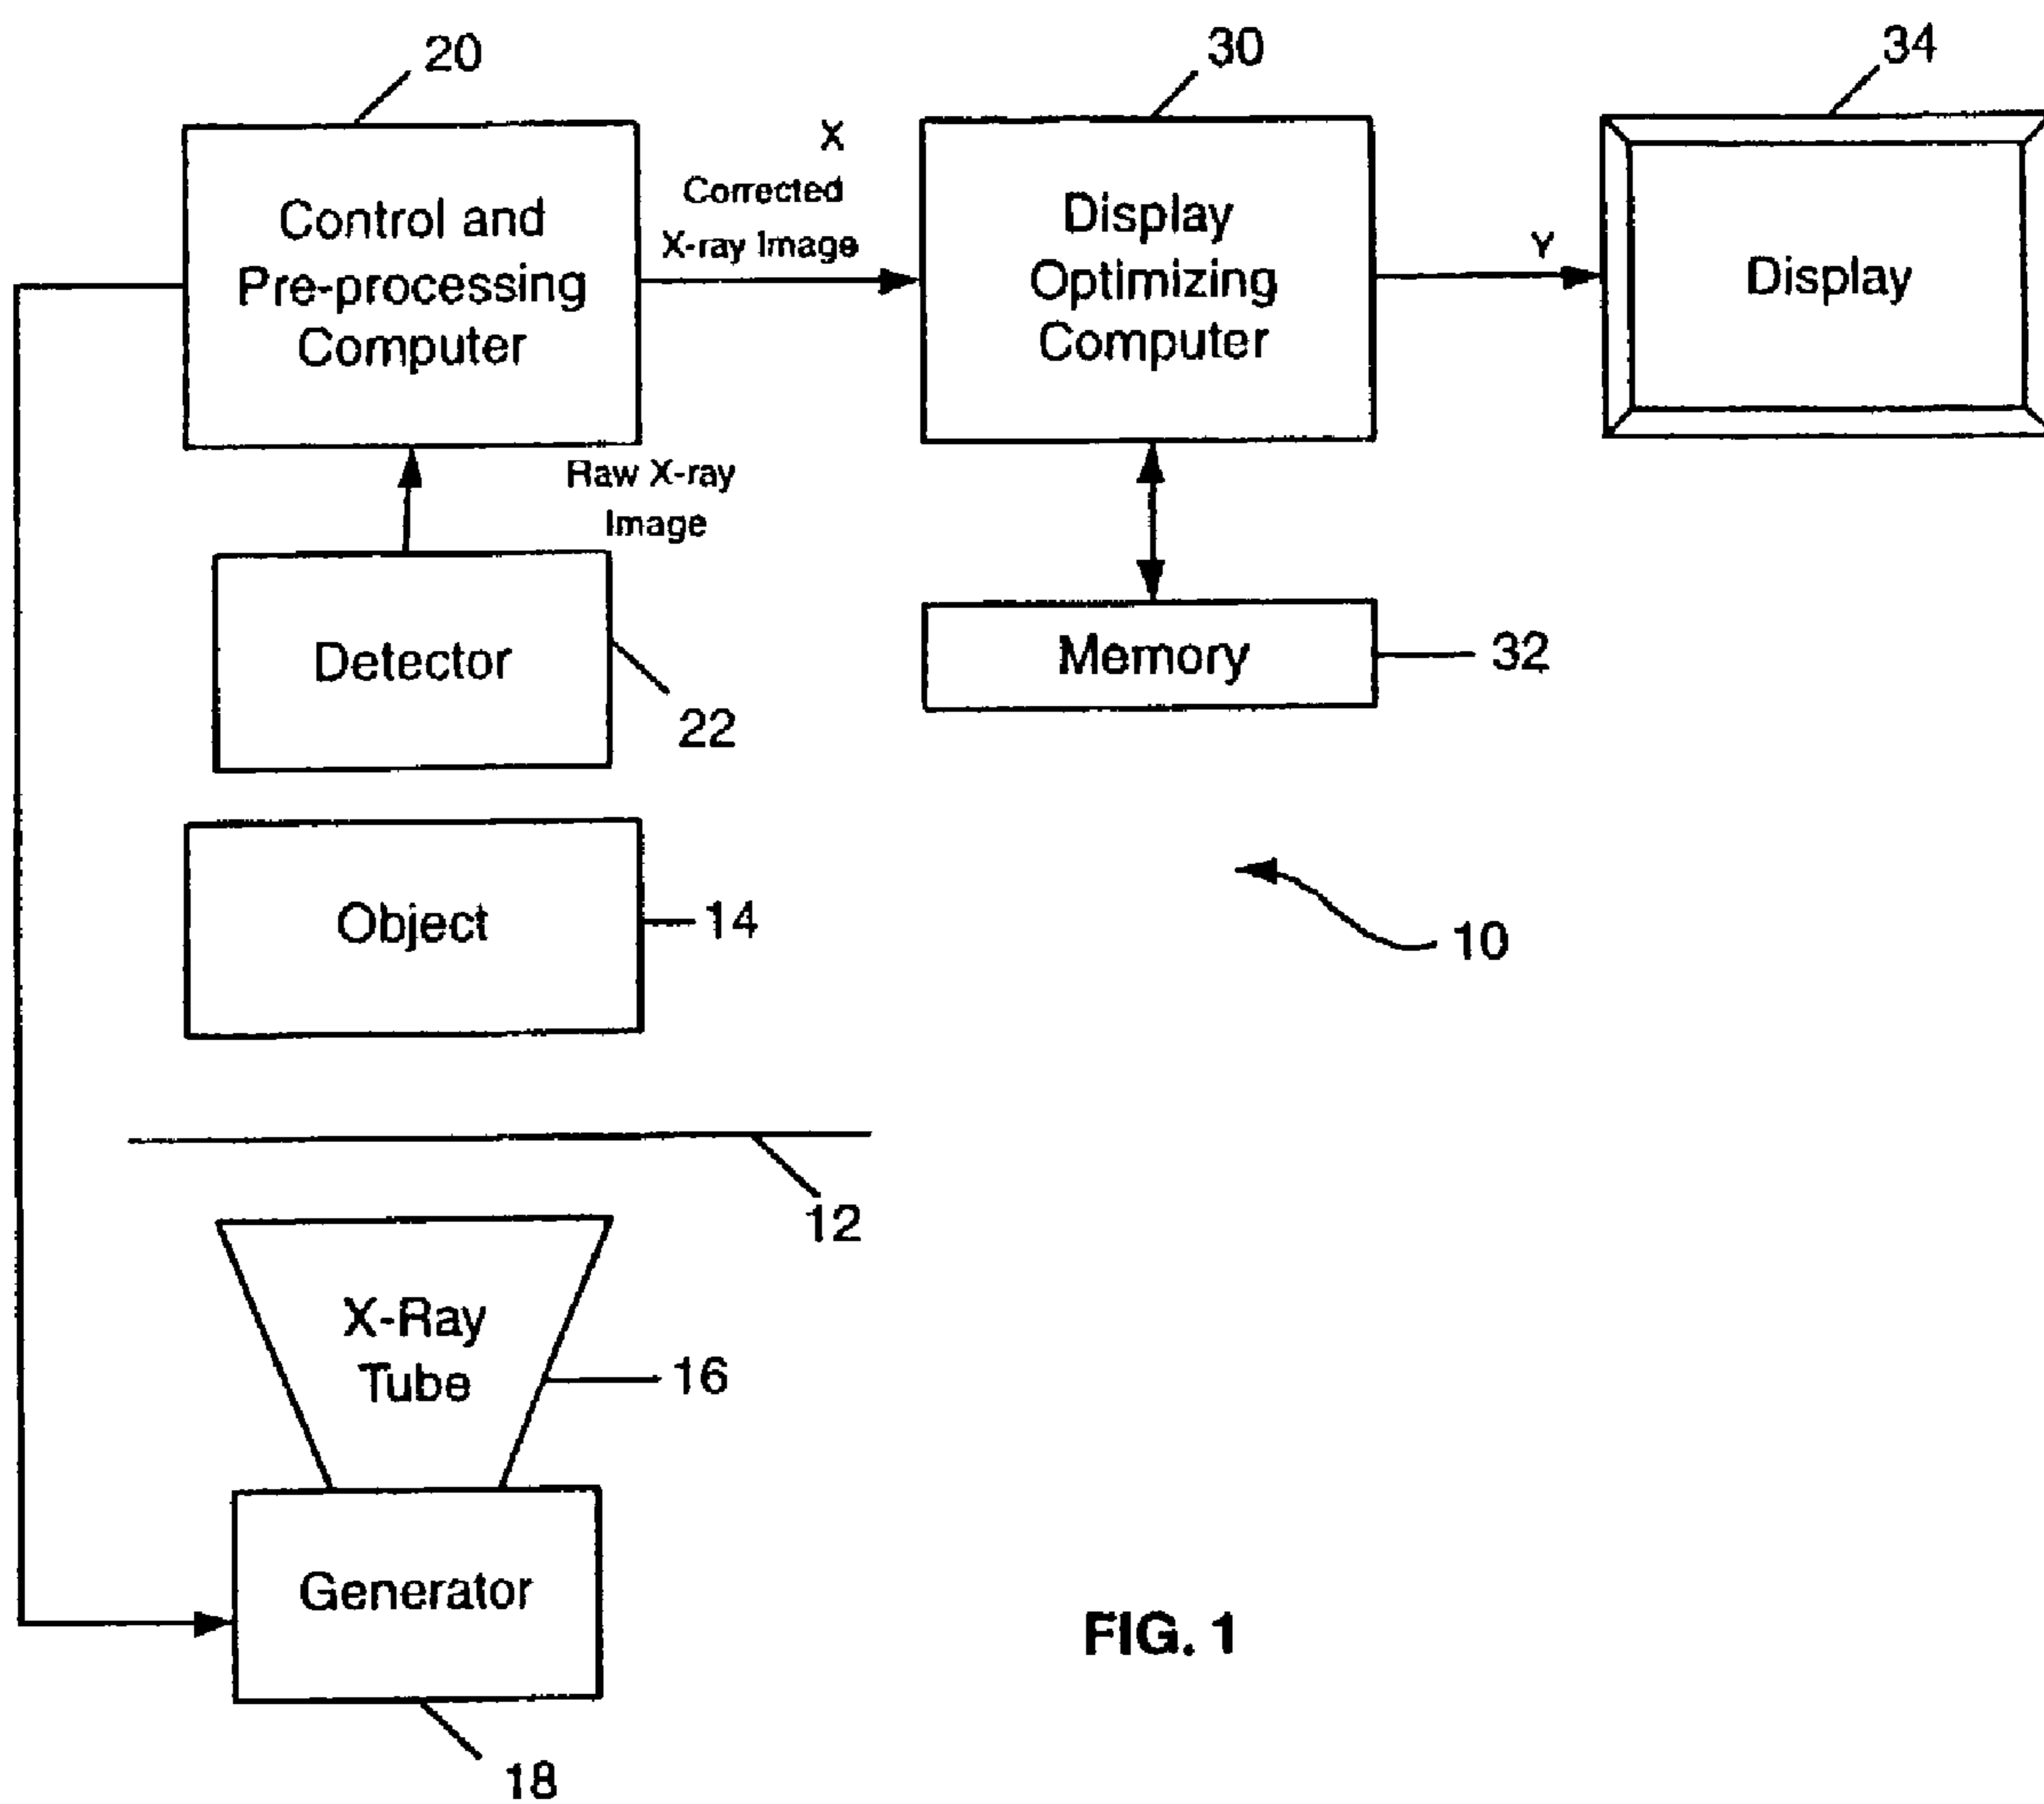 20
30
34
Control and
Pre-processing
Computer
X
Corrected
X-ray Image
Display
Optimizing
Computer
Y
Display
Raw X-ray
Image
Detector
22
Memory
32
Object
14
10
12
X-Ray
Tube
16
Generator
18
FIG. 1